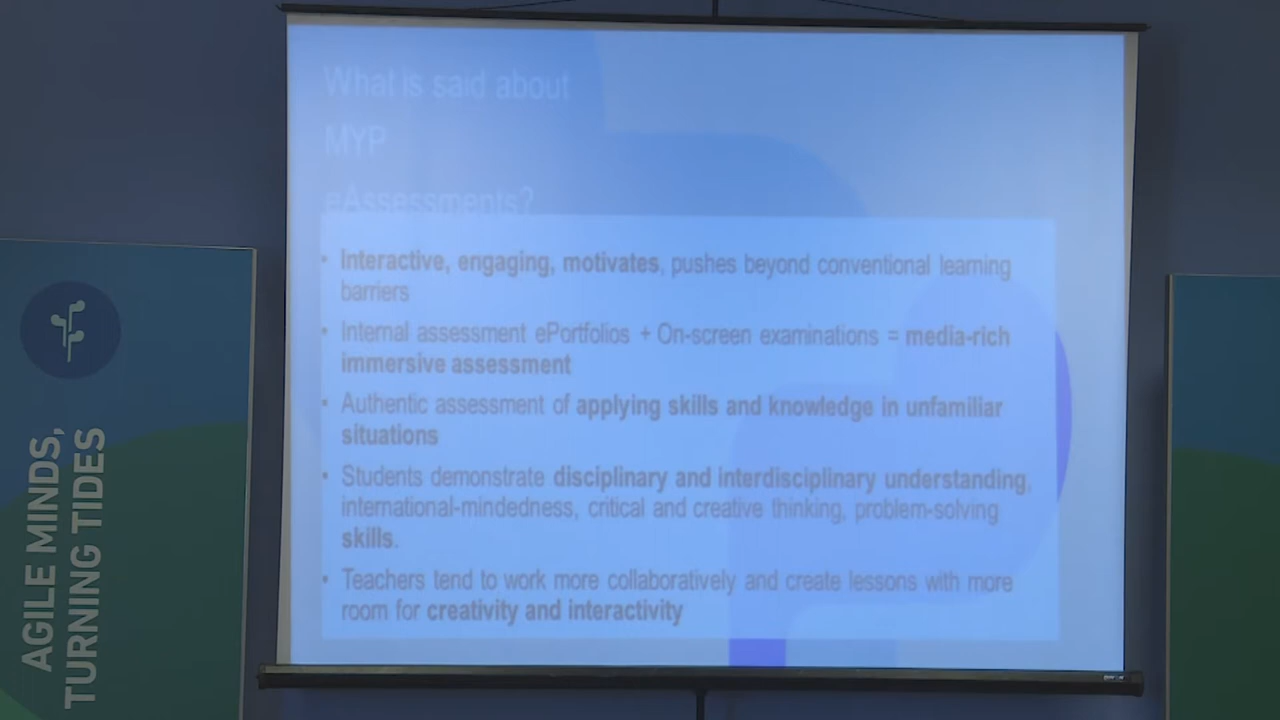 What is said about
MYP
eAssessments?
• Interactive, engaging, motivates, pushes beyond conventional learning
barriers
• Internal assessment ePortfolios + On-screen examinations = media-rich
immersive assessment
• Authentic assessment of applying skills and knowledge in unfamiliar
situations
• Students demonstrate disciplinary and interdisciplinary understanding,
international-mindedness, critical and creative thinking, problem-solving
skills.
• Teachers tend to work more collaboratively and create lessons with more
room for creativity and interactivity
AGILE MINDS,
TURNING TIDES